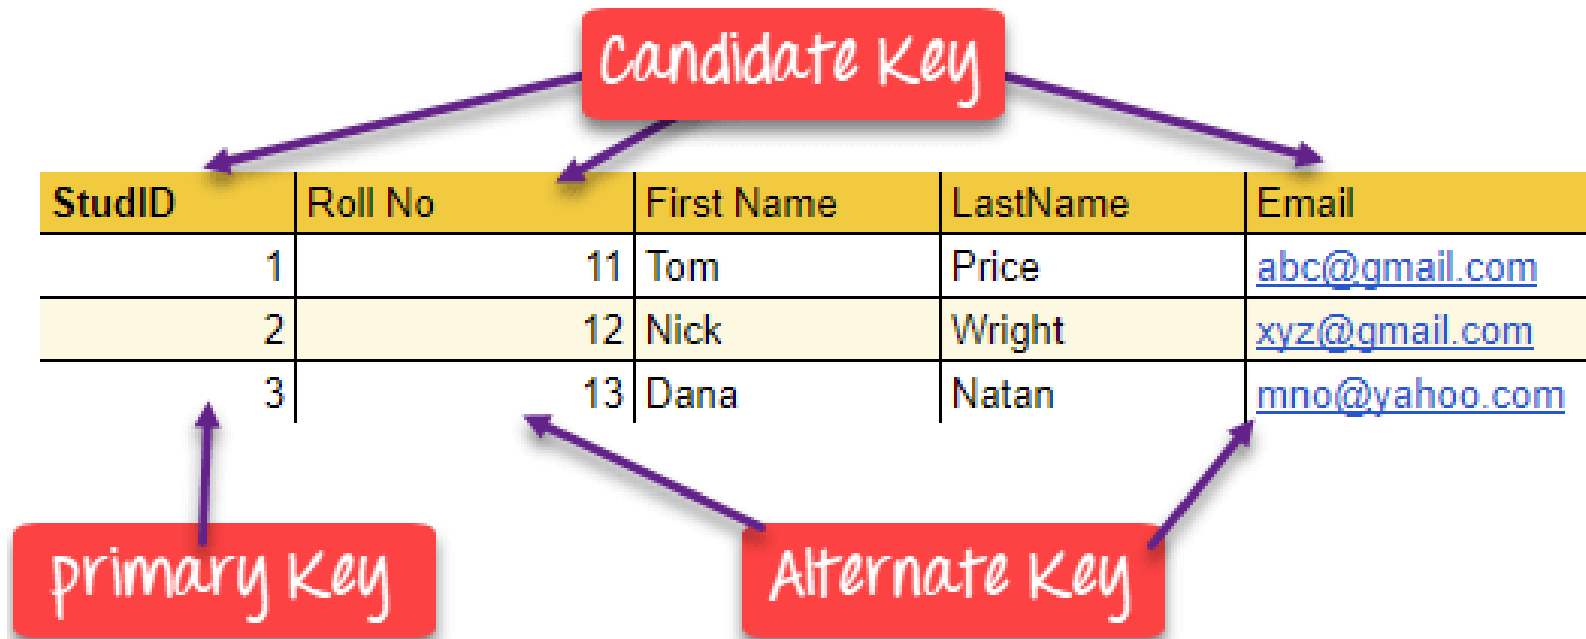 Candidate Key
StudID Roll No First Name LastName Email
1 11 Tom Price abc@gmail.com
2 12 Nick Wright xyz@gmail.com
3 13 Dana Natan mno@yahoo.com
primary Key Alternate Key